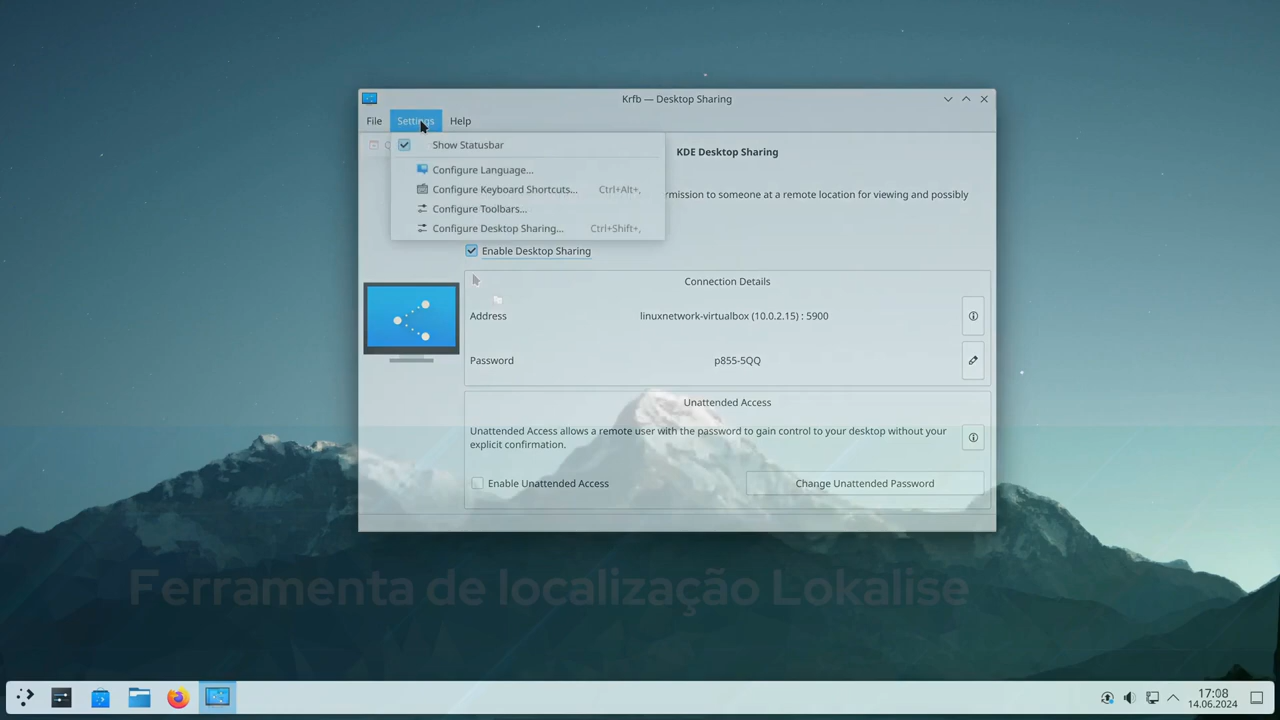 Krfb — Desktop Sharing
File Settings Help
Show Statusbar
KDE Desktop Sharing
Configure Language...
Configure Keyboard Shortcuts... Ctrl+Alt+,
rmission to someone at a remote location for viewing and possibly
Configure Toolbars...
Configure Desktop Sharing... Ctrl+Shift+,
Enable Desktop Sharing
Connection Details
Address linuxnetwork-virtualbox (10.0.2.15) : 5900
Password p855-5QQ
Unattended Access
Unattended Access allows a remote user with the password to gain control to your desktop without your
explicit confirmation.
Enable Unattended Access Change Unattended Password
Ferramenta de localização Lokalise
17:08
14.06.2024